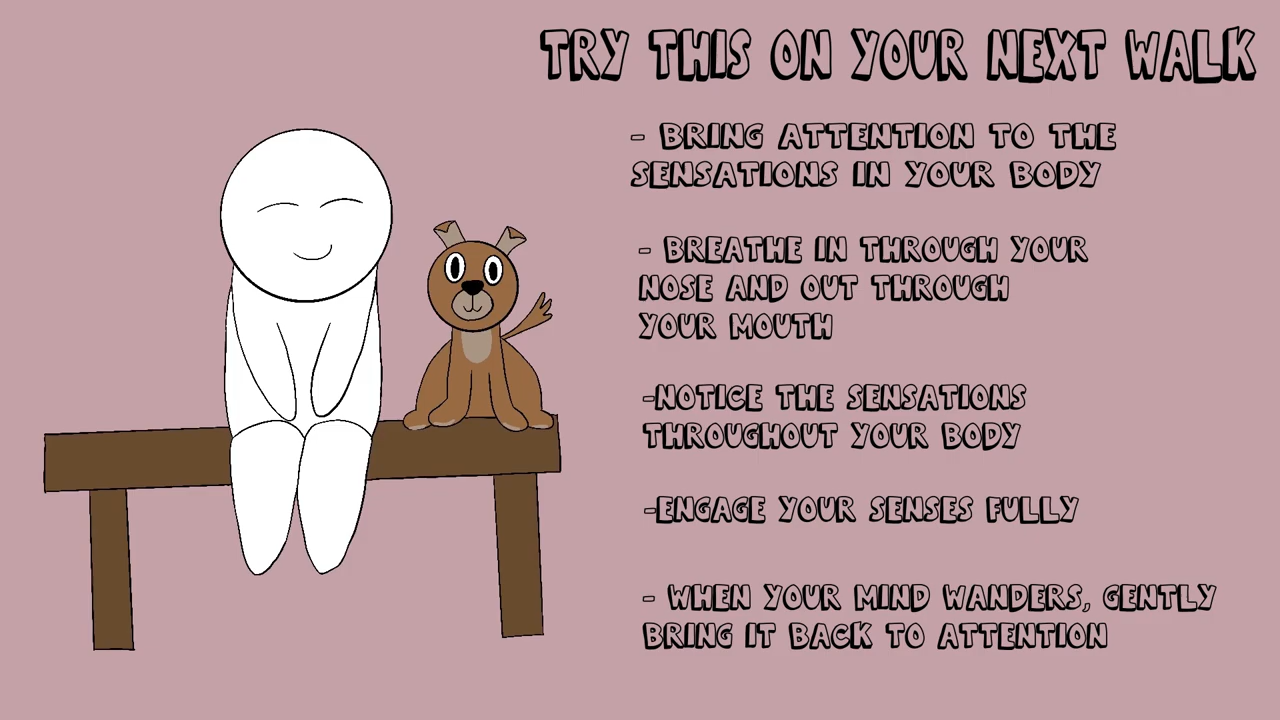 TRY THIS ON YOUR NEXT WALK
- BRING ATTENTION TO THE
SENSATIONS IN YOUR BODY
- BREATHE IN THROUGH YOUR
NOSE AND OUT THROUGH
YOUR MOUTH
-NOTICE THE SENSATIONS
THROUGHOUT YOUR BODY
-ENGAGE YOUR SENSES FULLY
- WHEN YOUR MIND WANDERS, GENTLY
BRING IT BACK TO ATTENTION